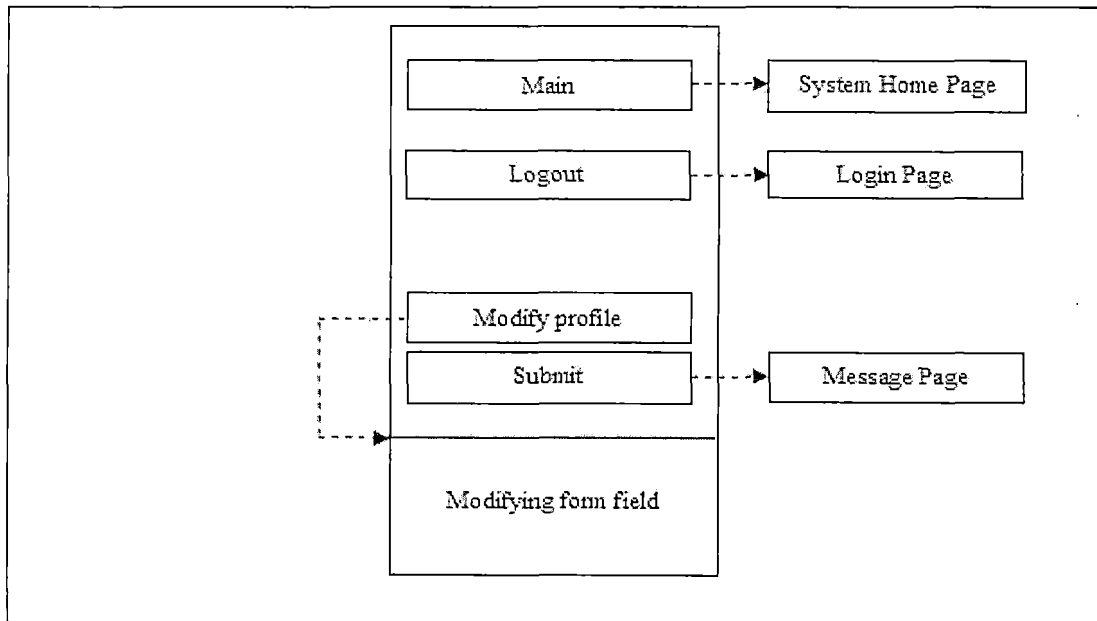 Main
System Home Page
Logout
Login Page
Modify profile
Submit
Message Page
Modifying form field